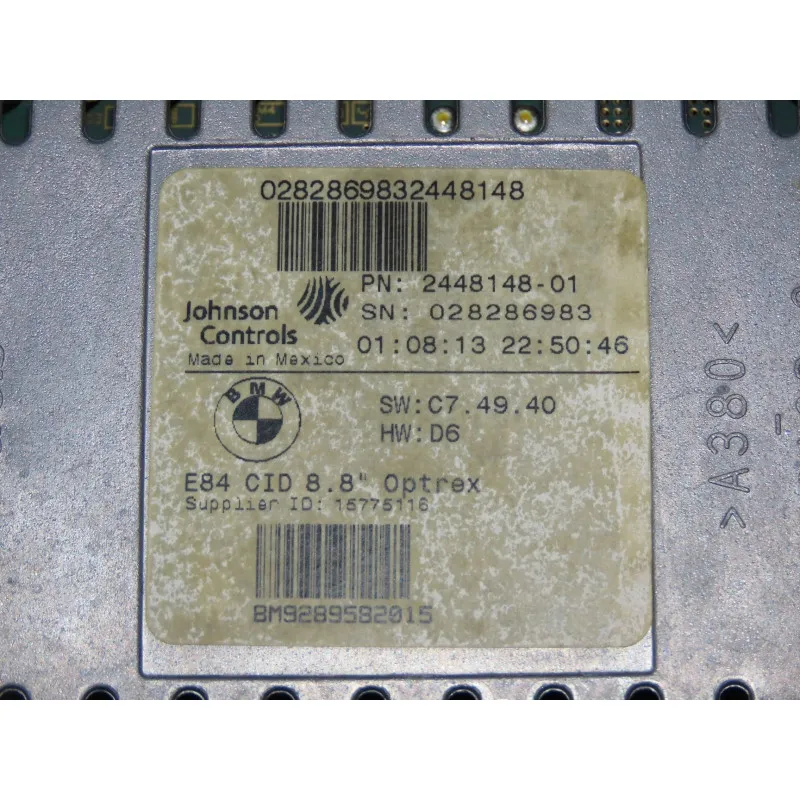 0282869832448148
Johnson
Controls
Made in Mexico
PN: 2448148-01
SN: 028286983
01:08:13 22:50:46
BMW
SW:C7.49.40
HW:D6
E84 CID 8.8" Optrex
Supplier ID: 15775116
BM9289582015
>A380<